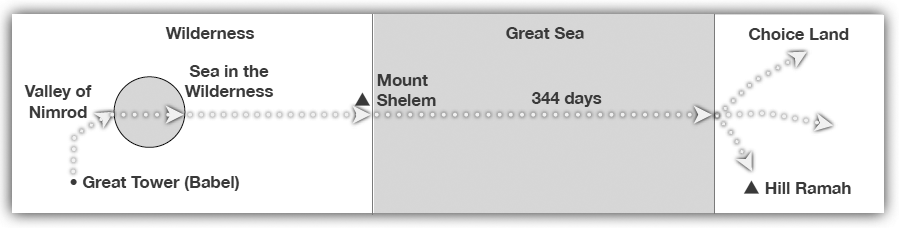 Wilderness
Great Sea
Choice Land
Valley of
Nimrod
Sea in the
Wilderness
Mount
Shelem
344 days
Great Tower (Babel)
Hill Ramah